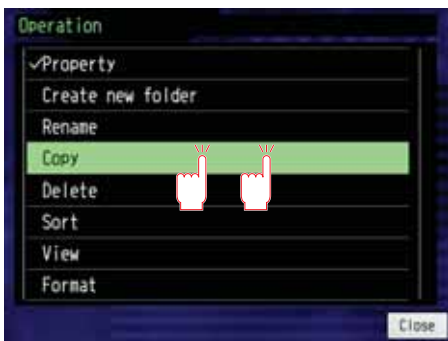 Operation
✓Property
Create new folder
Rename
Copy
Delete
Sort
View
Format
Close